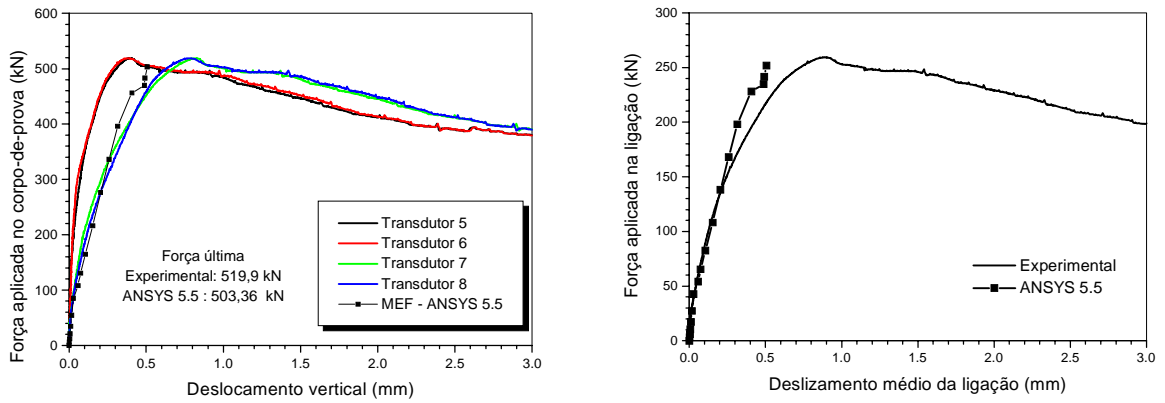 600
500
400
300
200
100
0
Força aplicada no corpo-de-prova (kN)
0.0 0.5 1.0 1.5 2.0 2.5 3.0
Deslocamento vertical (mm)
Força última
Experimental: 519,9 kN
ANSYS 5.5 : 503,36 kN
Transdutor 5
Transdutor 6
Transdutor 7
Transdutor 8
MEF - ANSYS 5.5
300
250
200
150
100
50
0
Força aplicada na ligação (kN)
0.0 0.5 1.0 1.5 2.0 2.5 3.0
Deslizamento médio da ligação (mm)
Experimental
ANSYS 5.5